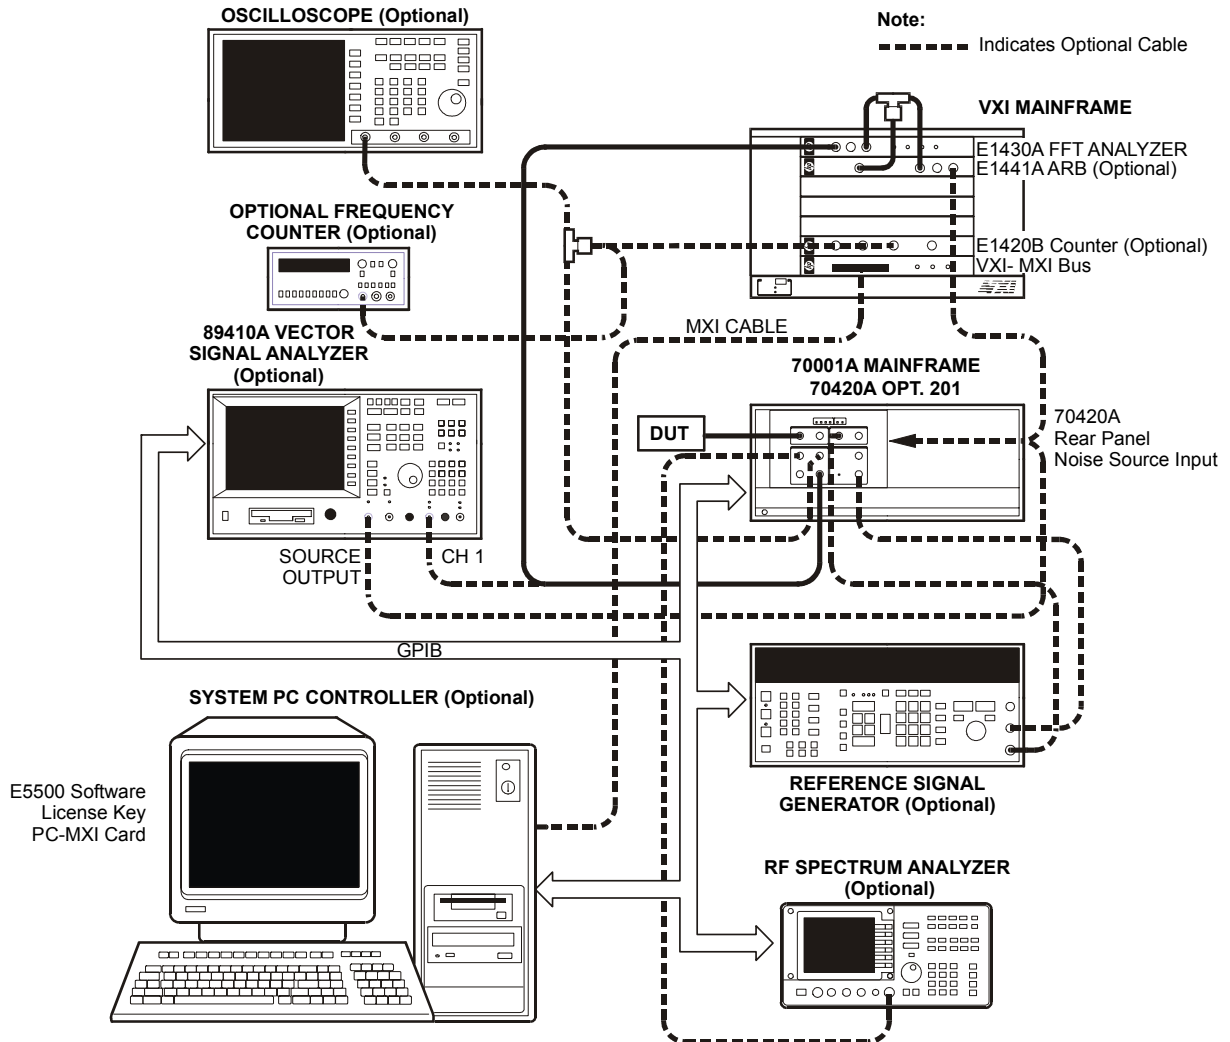 OSCILLOSCOPE (Optional)
Note:
Indicates Optional Cable
VXI MAINFRAME
E1430A FFT ANALYZER
E1441A ARB (Optional)
OPTIONAL FREQUENCY
COUNTER (Optional)
E1420B Counter (Optional)
VXI- MXI Bus
MXI CABLE
89410A VECTOR
SIGNAL ANALYZER
(Optional)
70001A MAINFRAME
70420A OPT. 201
DUT
70420A
Rear Panel
Noise Source Input
SOURCE
OUTPUT
CH 1
GPIB
SYSTEM PC CONTROLLER (Optional)
E5500 Software
License Key
PC-MXI Card
REFERENCE SIGNAL
GENERATOR (Optional)
RF SPECTRUM ANALYZER
(Optional)